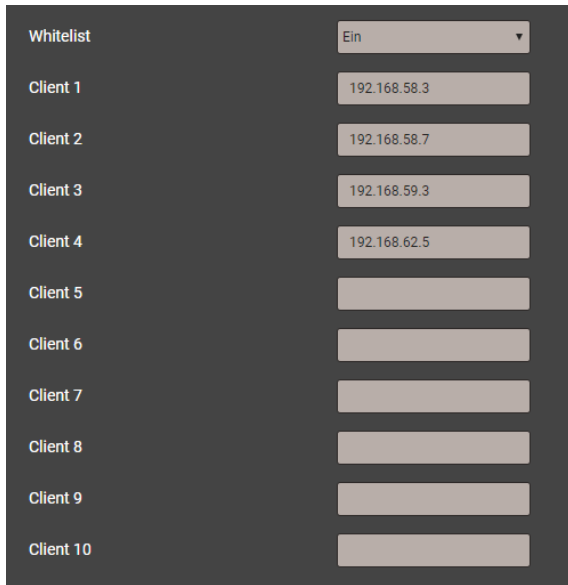 Whitelist Ein
Client 1 192.168.58.3
Client 2 192.168.58.7
Client 3 192.168.59.3
Client 4 192.168.62.5
Client 5
Client 6
Client 7
Client 8
Client 9
Client 10